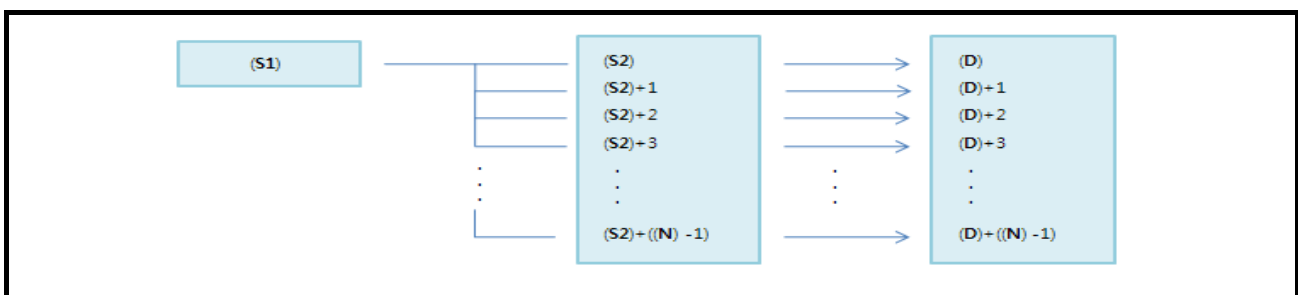 (S1)
(S2)
(S2)+1
(S2)+2
(S2)+3
(S2)+((N) -1)
(D)
(D)+1
(D)+2
(D)+3
(D)+((N) -1)